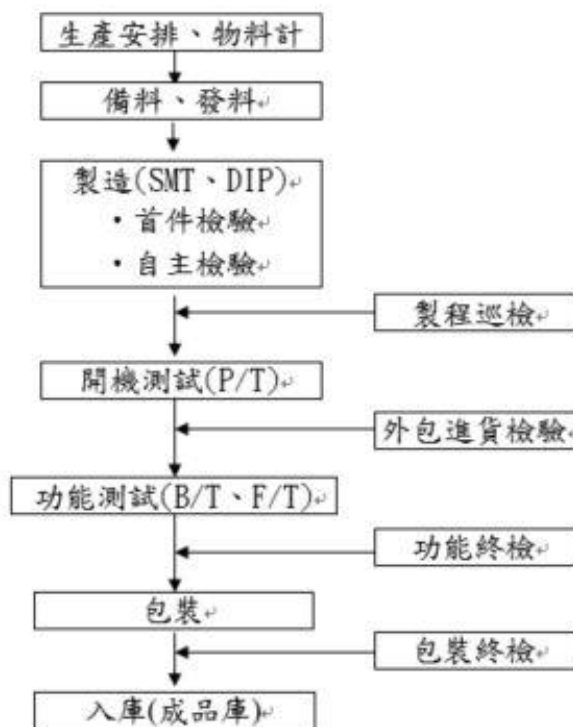 生產安排、物料計
備料、發料
製造(SMT、DIP)
・首件檢驗
・自主檢驗
製程巡檢
開機測試(P/T)
外包進貨檢驗
功能測試(B/T、F/T)
功能終檢
包裝
包裝終檢
入庫(成品庫)